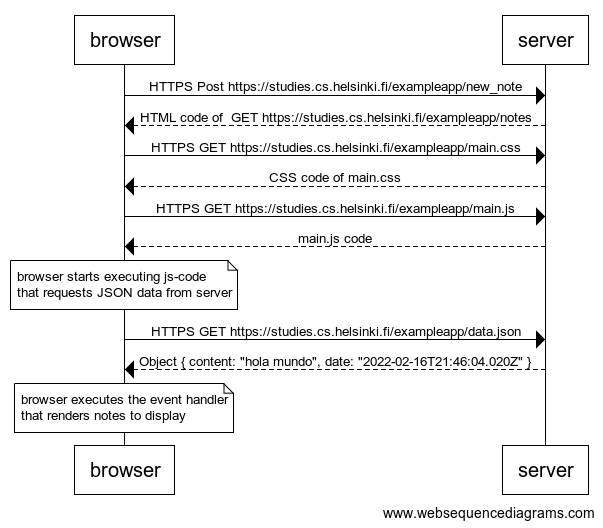 browser
server
HTTPS Post https://studies.cs.helsinki.fi/exampleapp/new_note
HTML code of  GET https://studies.cs.helsinki.fi/exampleapp/notes
HTTPS GET https://studies.cs.helsinki.fi/exampleapp/main.css
CSS code of main.css
HTTPS GET https://studies.cs.helsinki.fi/exampleapp/main.js
main.js code
browser starts executing js-code
that requests JSON data from server
HTTPS GET https://studies.cs.helsinki.fi/exampleapp/data.json
Object { content: "hola mundo", date: "2022-02-16T21:46:04.020Z" }
browser executes the event handler
that renders notes to display
browser
server
www.websequencediagrams.com